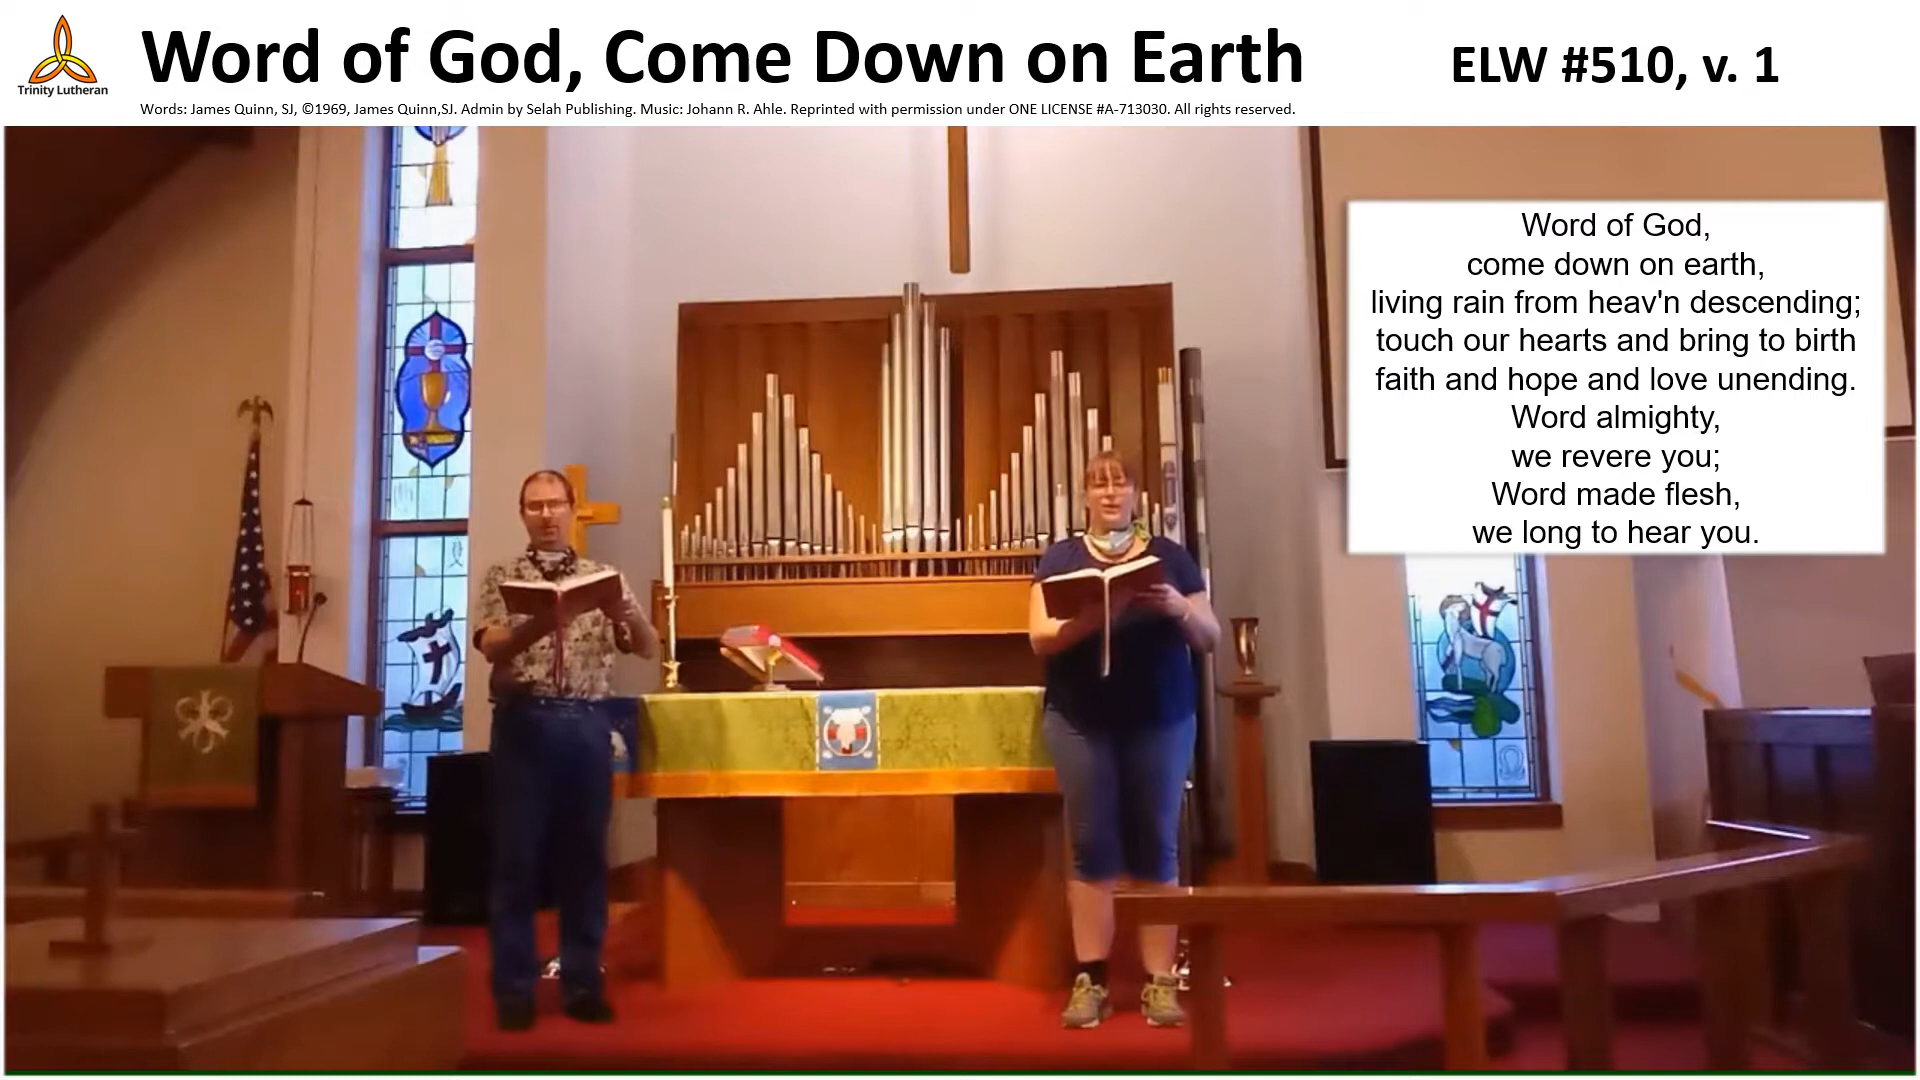 Trinity Lutheran
Word of God, Come Down on Earth
ELW #510, v. 1
Words: James Quinn, SJ, ©1969, James Quinn,SJ. Admin by Selah Publishing. Music: Johann R. Ahle. Reprinted with permission under ONE LICENSE #A-713030. All rights reserved.
Word of God,
come down on earth,
living rain from heav'n descending;
touch our hearts and bring to birth
faith and hope and love unending.
Word almighty,
we revere you;
Word made flesh,
we long to hear you.